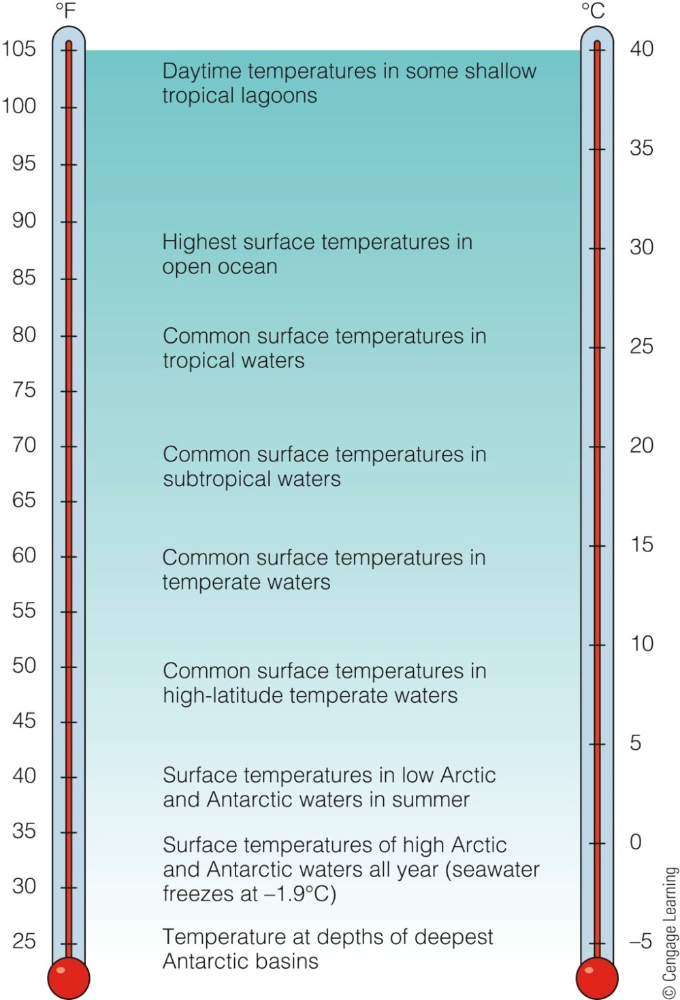 °F
°C
105
40
Daytime temperatures in some shallow
tropical lagoons
100
35
95
90
Highest surface temperatures in
open ocean
30
85
80
Common surface temperatures in
tropical waters
25
75
70
Common surface temperatures in
subtropical waters
20
65
60
Common surface temperatures in
temperate waters
15
55
10
50
Common surface temperatures in
high-latitude temperate waters
45
5
40
Surface temperatures in low Arctic
and Antarctic waters in summer
35
0
Surface temperatures of high Arctic
and Antarctic waters all year (seawater
freezes at –1.9°C)
30
25
–5
Temperature at depths of deepest
Antarctic basins
© Cengage Learning